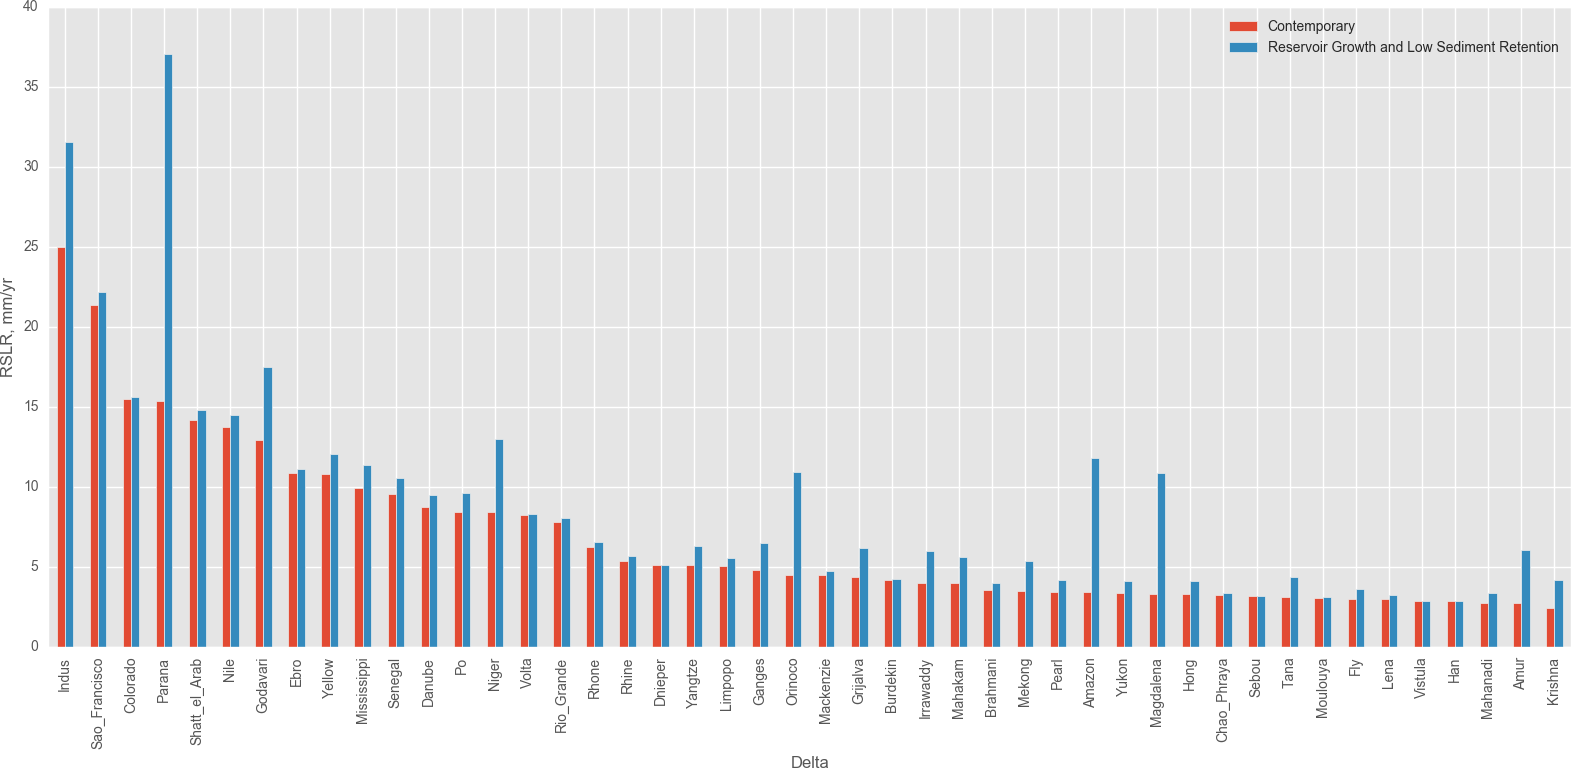 40
35
30
25
20
15
10
5
0
RSLR, mm/yr
Contemporary
Reservoir Growth and Low Sediment Retention
Indus
Sao_Francisco
Colorado
Parana
Shatt_el_Arab
Nile
Godavari
Ebro
Yellow
Mississippi
Senegal
Danube
Po
Niger
Volta
Rio_Grande
Rhone
Rhine
Dnieper
Yangtze
Limpopo
Ganges
Orinoco
Mackenzie
Grijalva
Burdekin
Irrawaddy
Mahakam
Brahmani
Mekong
Pearl
Amazon
Yukon
Magdalena
Hong
Chao_Phraya
Sebou
Tana
Moulouya
Fly
Lena
Vistula
Han
Mahanadi
Amur
Krishna
Delta